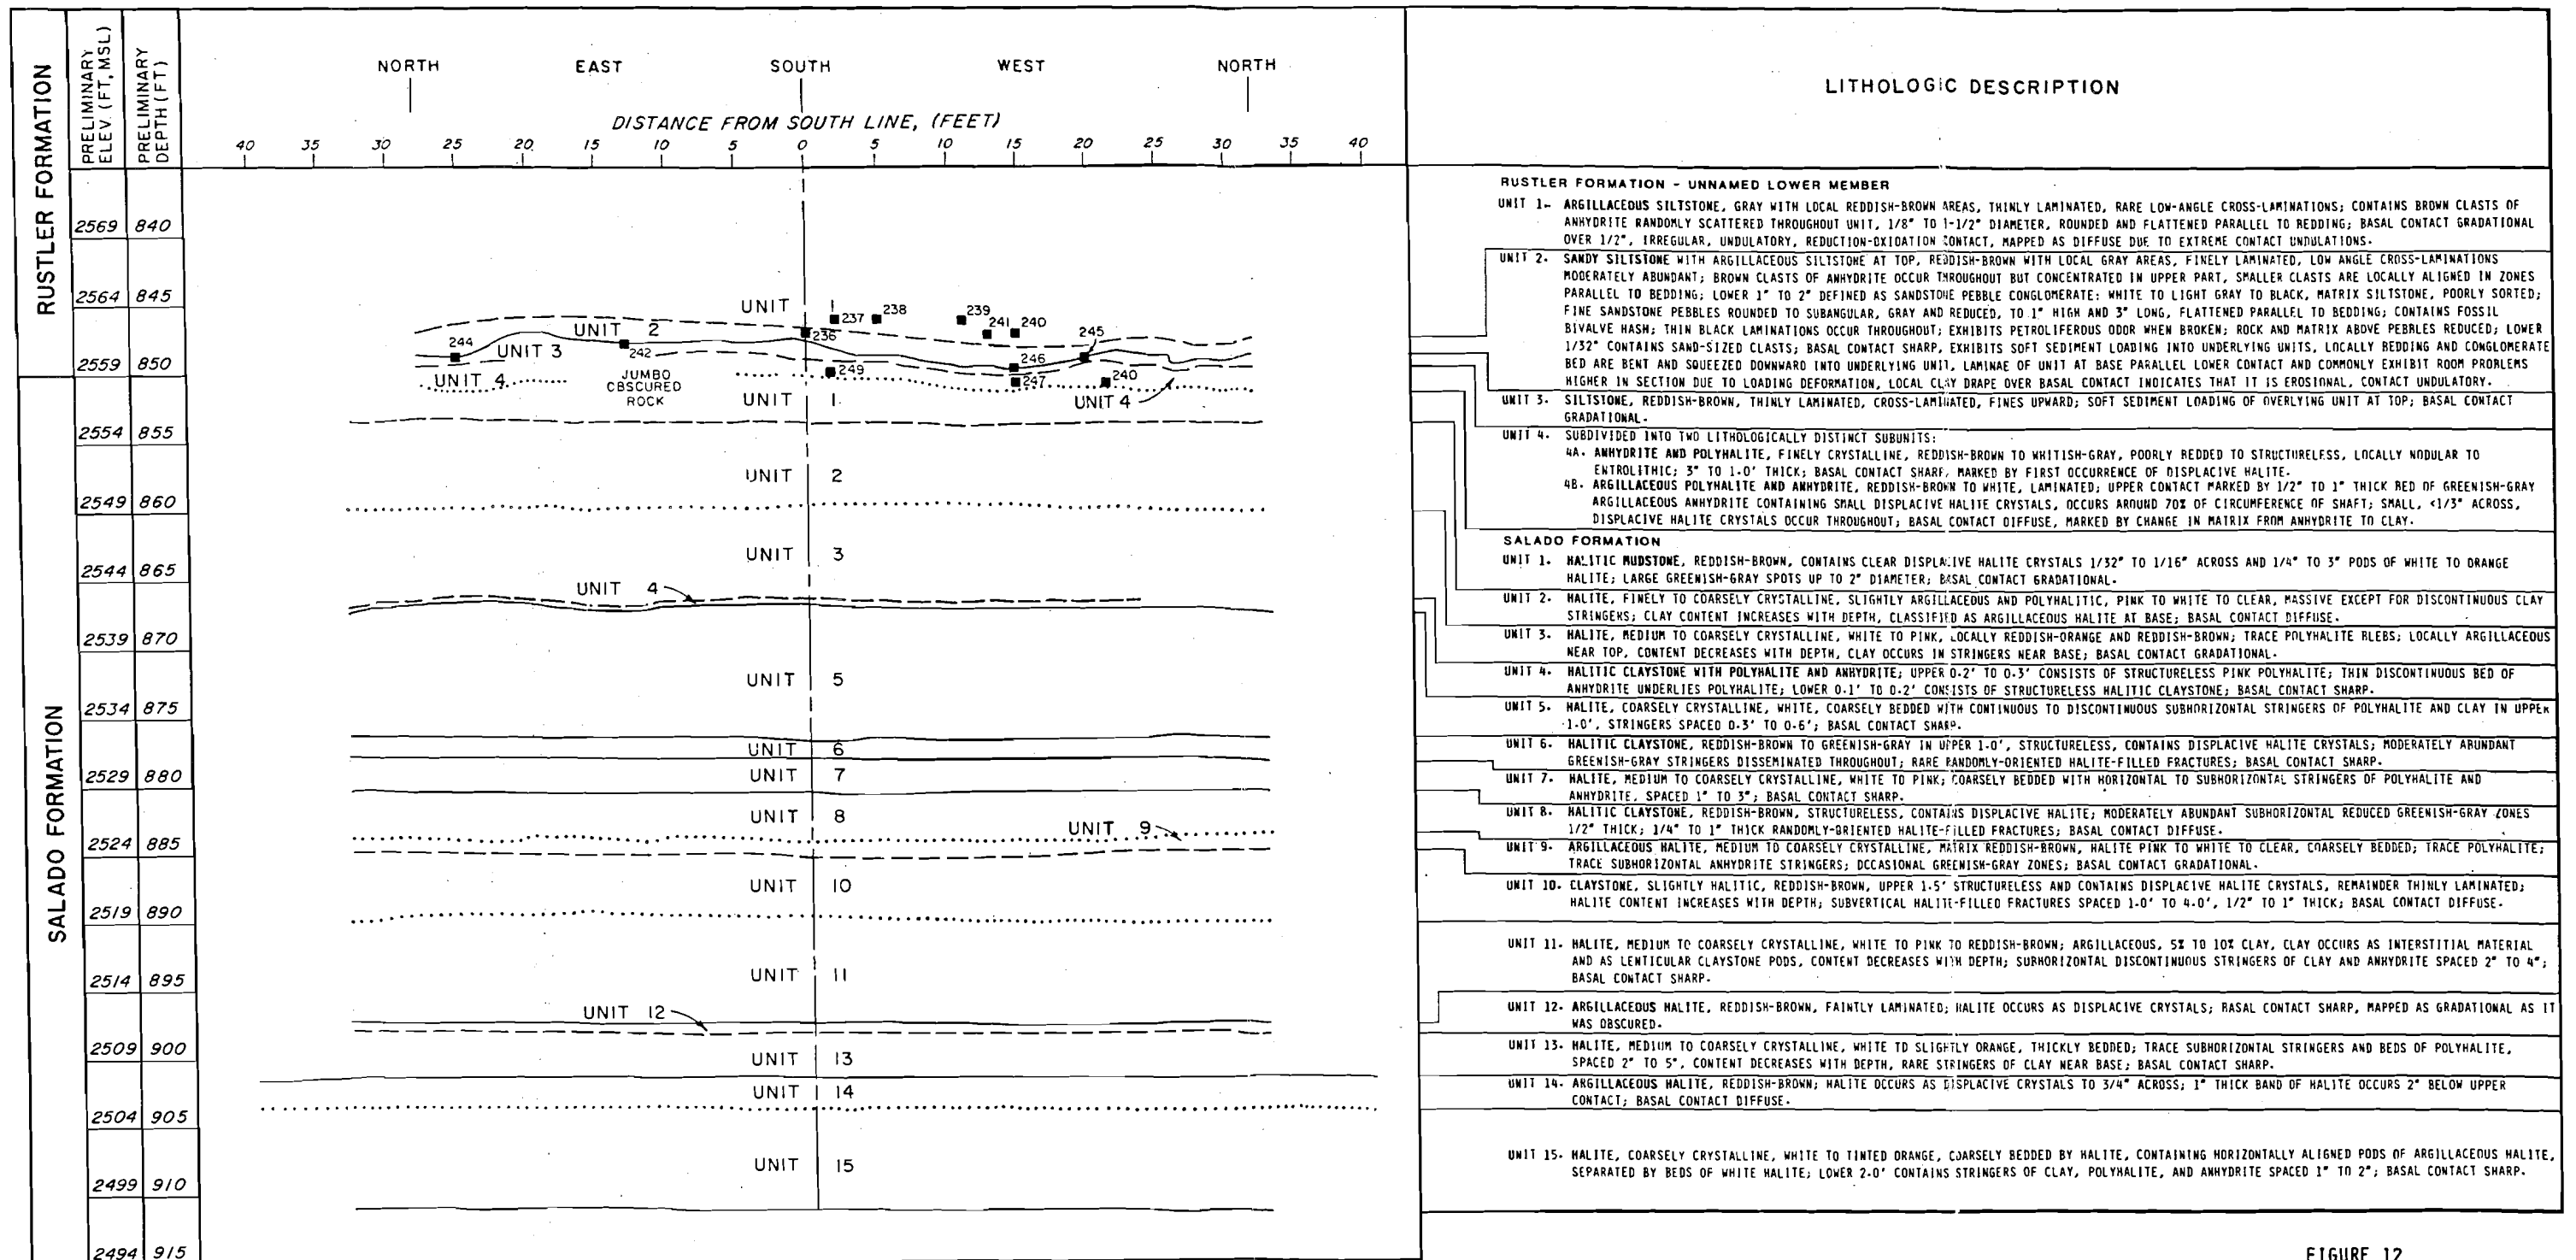 RUSTLER FORMATION
SALADO FORMATION
PRELIMINARY
ELEV. (FT, MSL)
PRELIMINARY
DEPTH (FT)
NORTH EAST SOUTH WEST NORTH
DISTANCE FROM SOUTH LINE, (FEET)
40 35 30 25 20 15 10 5 0 5 10 15 20 25 30 35 40
2569 840
2564 845
2559 850
2554 855
2549 860
2544 865
2539 870
2534 875
2529 880
2524 885
2519 890
2514 895
2509 900
2504 905
2499 910
2494 915
UNIT 1
237 238 239
241 240
236
245
UNIT 2
244
242
UNIT 3
246
249
247 240
UNIT 4
JUMBO
OBSCURED
ROCK
UNIT 1
UNIT 4
UNIT 2
UNIT 3
UNIT 4
UNIT 5
UNIT 6
UNIT 7
UNIT 8
UNIT 9
UNIT 10
UNIT 11
UNIT 12
UNIT 13
UNIT 14
UNIT 15
LITHOLOGIC DESCRIPTION
RUSTLER FORMATION - UNNAMED LOWER MEMBER
UNIT 1- ARGILLACEOUS SILTSTONE, GRAY WITH LOCAL REDDISH-BROWN AREAS, THINLY LAMINATED, RARE LOW-ANGLE CROSS-LAMINATIONS; CONTAINS BROWN CLASTS OF
ANHYDRITE RANDOMLY SCATTERED THROUGHOUT UNIT, 1/8" TO 1-1/2" DIAMETER, ROUNDED AND FLATTENED PARALLEL TO BEDDING; BASAL CONTACT GRADATIONAL
OVER 1/2", IRREGULAR, UNDULATORY, REDUCTION-OXIDATION CONTACT, MAPPED AS DIFFUSE DUE TO EXTREME CONTACT UNDULATIONS.
UNIT 2. SANDY SILTSTONE WITH ARGILLACEOUS SILTSTONE AT TOP, REDDISH-BROWN WITH LOCAL GRAY AREAS, FINELY LAMINATED, LOW ANGLE CROSS-LAMINATIONS
MODERATELY ABUNDANT; BROWN CLASTS OF ANHYDRITE OCCUR THROUGHOUT BUT CONCENTRATED IN UPPER PART, SMALLER CLASTS ARE LOCALLY ALIGNED IN ZONES
PARALLEL TO BEDDING; LOWER 1" TO 2" DEFINED AS SANDSTONE PEBBLE CONGLOMERATE: WHITE TO LIGHT GRAY TO BLACK, MATRIX SILTSTONE, POORLY SORTED;
FINE SANDSTONE PEBBLES ROUNDED TO SUBANGULAR, GRAY AND REDUCED, TO 1" HIGH AND 3" LONG, FLATTENED PARALLEL TO BEDDING; CONTAINS FOSSIL
BIVALVE HASH; THIN BLACK LAMINATIONS OCCUR THROUGHOUT; EXHIBITS PETROLIFEROUS ODOR WHEN BROKEN; ROCK AND MATRIX ABOVE PEBBLES REDUCED; LOWER
1/32" CONTAINS SAND-SIZED CLASTS; BASAL CONTACT SHARP, EXHIBITS SOFT SEDIMENT LOADING INTO UNDERLYING UNITS, LOCALLY BEDDING AND CONGLOMERATE
BED ARE BENT AND SQUEEZED DOWNWARD INTO UNDERLYING UNIT, LAMINAE OF UNIT AT BASE PARALLEL LOWER CONTACT AND COMMONLY EXHIBIT ROOM PROBLEMS
HIGHER IN SECTION DUE TO LOADING DEFORMATION, LOCAL CLAY DRAPE OVER BASAL CONTACT INDICATES THAT IT IS EROSIONAL, CONTACT UNDULATORY.
UNIT 3. SILTSTONE, REDDISH-BROWN, THINLY LAMINATED, CROSS-LAMINATED, FINES UPWARD; SOFT SEDIMENT LOADING OF OVERLYING UNIT AT TOP; BASAL CONTACT
GRADATIONAL.
UNIT 4. SUBDIVIDED INTO TWO LITHOLOGICALLY DISTINCT SUBUNITS:
4A. ANHYDRITE AND POLYHALITE, FINELY CRYSTALLINE, REDDISH-BROWN TO WHITISH-GRAY, POORLY BEDDED TO STRUCTURELESS, LOCALLY NODULAR TO
ENTROLITHIC; 3" TO 1.0' THICK; BASAL CONTACT SHARP, MARKED BY FIRST OCCURRENCE OF DISPLACIVE HALITE.
4B. ARGILLACEOUS POLYHALITE AND ANHYDRITE, REDDISH-BROWN TO WHITE, LAMINATED; UPPER CONTACT MARKED BY 1/2" TO 1" THICK BED OF GREENISH-GRAY
ARGILLACEOUS ANHYDRITE CONTAINING SMALL DISPLACIVE HALITE CRYSTALS, OCCURS AROUND 70% OF CIRCUMFERENCE OF SHAFT; SMALL, <1/3" ACROSS,
DISPLACIVE HALITE CRYSTALS OCCUR THROUGHOUT; BASAL CONTACT DIFFUSE, MARKED BY CHANGE IN MATRIX FROM ANHYDRITE TO CLAY.
SALADO FORMATION
UNIT 1. HALITIC MUDSTONE, REDDISH-BROWN, CONTAINS CLEAR DISPLACIVE HALITE CRYSTALS 1/32" TO 1/16" ACROSS AND 1/4" TO 3" PODS OF WHITE TO ORANGE
HALITE; LARGE GREENISH-GRAY SPOTS UP TO 2" DIAMETER; BASAL CONTACT GRADATIONAL.
UNIT 2. HALITE, FINELY TO COARSELY CRYSTALLINE, SLIGHTLY ARGILLACEOUS AND POLYHALITIC, PINK TO WHITE TO CLEAR, MASSIVE EXCEPT FOR DISCONTINUOUS CLAY
STRINGERS; CLAY CONTENT INCREASES WITH DEPTH, CLASSIFIED AS ARGILLACEOUS HALITE AT BASE; BASAL CONTACT DIFFUSE.
UNIT 3. HALITE, MEDIUM TO COARSELY CRYSTALLINE, WHITE TO PINK, LOCALLY REDDISH-ORANGE AND REDDISH-BROWN; TRACE POLYHALITE BLEBS; LOCALLY ARGILLACEOUS
NEAR TOP, CONTENT DECREASES WITH DEPTH, CLAY OCCURS IN STRINGERS NEAR BASE; BASAL CONTACT GRADATIONAL.
UNIT 4. HALITIC CLAYSTONE WITH POLYHALITE AND ANHYDRITE; UPPER 0.2' TO 0.3' CONSISTS OF STRUCTURELESS PINK POLYHALITE; THIN DISCONTINUOUS BED OF
ANHYDRITE UNDERLIES POLYHALITE; LOWER 0.1' TO 0.2' CONSISTS OF STRUCTURELESS HALITIC CLAYSTONE; BASAL CONTACT SHARP.
UNIT 5. HALITE, COARSELY CRYSTALLINE, WHITE, COARSELY BEDDED WITH CONTINUOUS TO DISCONTINUOUS SUBHORIZONTAL STRINGERS OF POLYHALITE AND CLAY IN UPPER
1.0', STRINGERS SPACED 0.3' TO 0.6'; BASAL CONTACT SHARP.
UNIT 6. HALITIC CLAYSTONE, REDDISH-BROWN TO GREENISH-GRAY IN UPPER 1.0', STRUCTURELESS, CONTAINS DISPLACIVE HALITE CRYSTALS; MODERATELY ABUNDANT
GREENISH-GRAY STRINGERS DISSEMINATED THROUGHOUT; RARE RANDOMLY-ORIENTED HALITE-FILLED FRACTURES; BASAL CONTACT SHARP.
UNIT 7. HALITE, MEDIUM TO COARSELY CRYSTALLINE, WHITE TO PINK; COARSELY BEDDED WITH HORIZONTAL TO SUBHORIZONTAL STRINGERS OF POLYHALITE AND
ANHYDRITE, SPACED 1" TO 3"; BASAL CONTACT SHARP.
UNIT 8. HALITIC CLAYSTONE, REDDISH-BROWN, STRUCTURELESS, CONTAINS DISPLACIVE HALITE; MODERATELY ABUNDANT SUBHORIZONTAL REDUCED GREENISH-GRAY ZONES
1/2" THICK; 1/4" TO 1" THICK RANDOMLY-ORIENTED HALITE-FILLED FRACTURES; BASAL CONTACT DIFFUSE.
UNIT 9. ARGILLACEOUS HALITE, MEDIUM TO COARSELY CRYSTALLINE, MATRIX REDDISH-BROWN, HALITE PINK TO WHITE TO CLEAR, COARSELY BEDDED; TRACE POLYHALITE;
TRACE SUBHORIZONTAL ANHYDRITE STRINGERS; OCCASIONAL GREENISH-GRAY ZONES; BASAL CONTACT GRADATIONAL.
UNIT 10. CLAYSTONE, SLIGHTLY HALITIC, REDDISH-BROWN, UPPER 1.5' STRUCTURELESS AND CONTAINS DISPLACIVE HALITE CRYSTALS, REMAINDER THINLY LAMINATED;
HALITE CONTENT INCREASES WITH DEPTH; SUBVERTICAL HALITE-FILLED FRACTURES SPACED 1.0' TO 4.0', 1/2" TO 1" THICK; BASAL CONTACT DIFFUSE.
UNIT 11. HALITE, MEDIUM TO COARSELY CRYSTALLINE, WHITE TO PINK TO REDDISH-BROWN; ARGILLACEOUS, 5% TO 10% CLAY, CLAY OCCURS AS INTERSTITIAL MATERIAL
AND AS LENTICULAR CLAYSTONE PODS, CONTENT DECREASES WITH DEPTH; SUBHORIZONTAL DISCONTINUOUS STRINGERS OF CLAY AND ANHYDRITE SPACED 2" TO 4";
BASAL CONTACT SHARP.
UNIT 12. ARGILLACEOUS HALITE, REDDISH-BROWN, FAINTLY LAMINATED; HALITE OCCURS AS DISPLACIVE CRYSTALS; BASAL CONTACT SHARP, MAPPED AS GRADATIONAL AS IT
WAS OBSCURED.
UNIT 13. HALITE, MEDIUM TO COARSELY CRYSTALLINE, WHITE TO SLIGHTLY ORANGE, THICKLY BEDDED; TRACE SUBHORIZONTAL STRINGERS AND BEDS OF POLYHALITE,
SPACED 2" TO 5", CONTENT DECREASES WITH DEPTH, RARE STRINGERS OF CLAY NEAR BASE; BASAL CONTACT SHARP.
UNIT 14. ARGILLACEOUS HALITE, REDDISH-BROWN; HALITE OCCURS AS DISPLACIVE CRYSTALS TO 3/4" ACROSS; 1" THICK BAND OF HALITE OCCURS 2" BELOW UPPER
CONTACT; BASAL CONTACT DIFFUSE.
UNIT 15. HALITE, COARSELY CRYSTALLINE, WHITE TO TINTED ORANGE, COARSELY BEDDED BY HALITE, CONTAINING HORIZONTALLY ALIGNED PODS OF ARGILLACEOUS HALITE,
SEPARATED BY BEDS OF WHITE HALITE; LOWER 2.0' CONTAINS STRINGERS OF CLAY, POLYHALITE, AND ANHYDRITE SPACED 1" TO 2"; BASAL CONTACT SHARP.
FIGURE 12